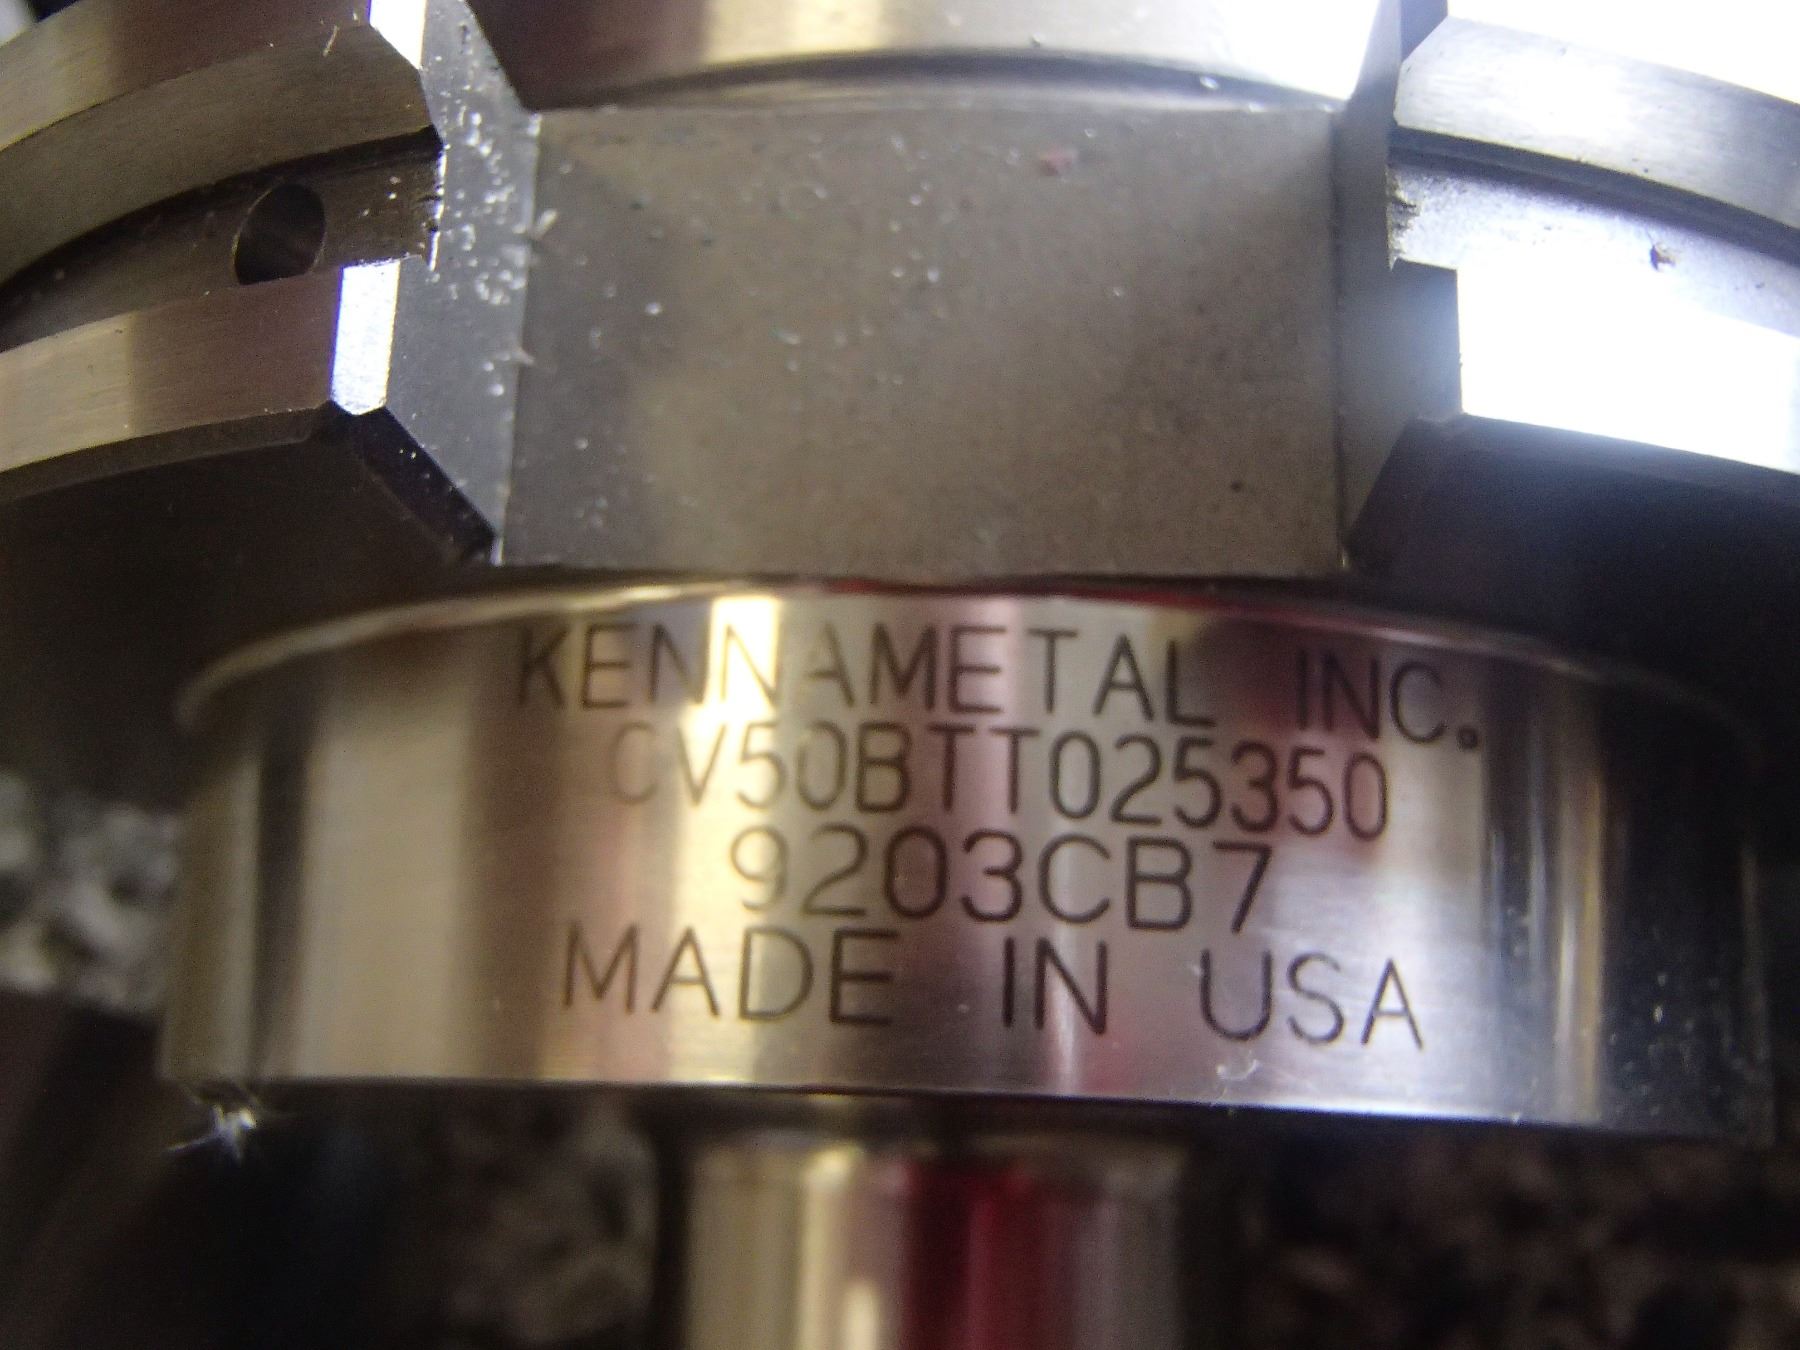 KENNAMETAL INC.
CV50BTT025350
9203CB7
MADE IN USA